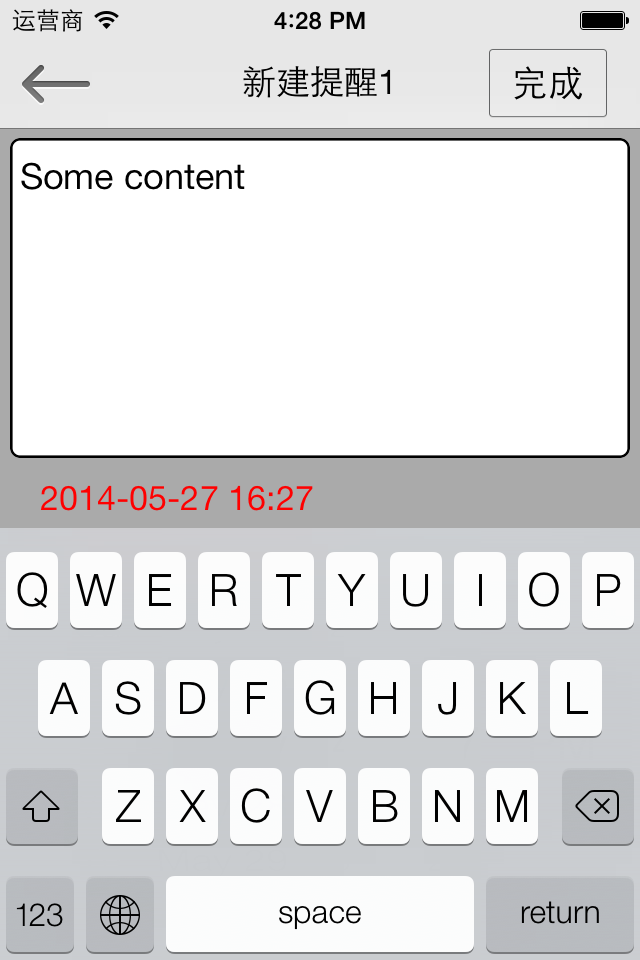 运营商 4:28 PM
新建提醒1 完成
Some content
2014-05-27 16:27
Q W E R T Y U I O P
A S D F G H J K L
Z X C V B N M
123 space return